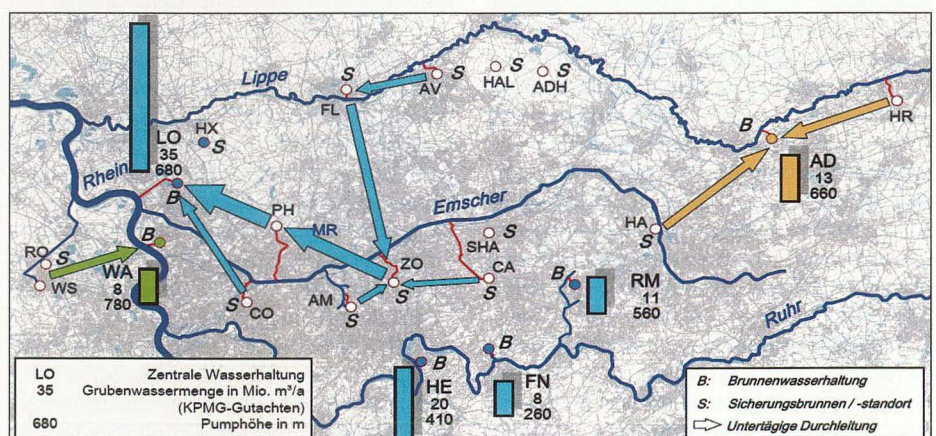 Lippe
S
AV
S
FL
HAL
S
ADH
S
HR
B
AD
13
660
LO
35
680
HX
S
Rhein
B
PH
MR
Emscher
HA
S
RO
S
WS
B
WA
8
780
S
CO
AM
S
ZO
S
SHA
S
CA
S
B
RM
11
560
Ruhr
B
HE
20
410
B
FN
8
260
LO Zentrale Wasserhaltung
35 Grubenwassermenge in Mio. m³/a
(KPMG-Gutachten)
680 Pumphöhe in m
B: Brunnenwasserhaltung
S: Sicherungsbrunnen / -standort
Untertägige Durchleitung